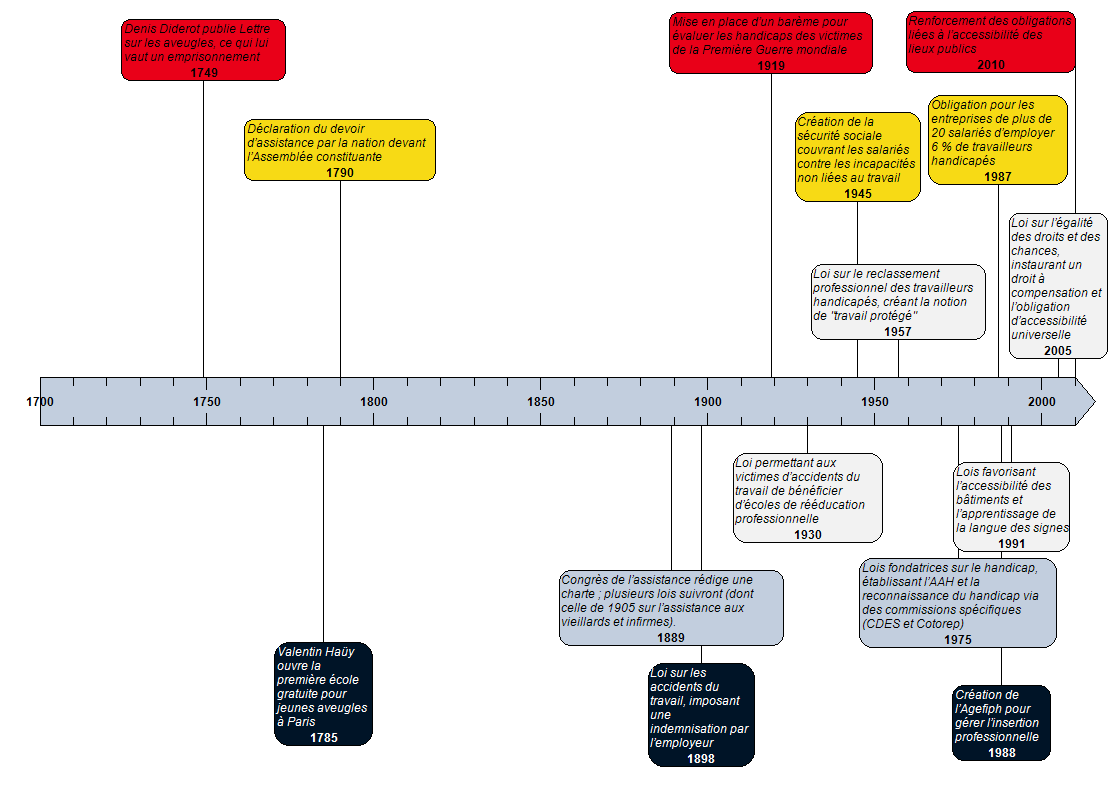 Denis Diderot publie Lettre
sur les aveugles, ce qui lui
vaut un emprisonnement
1749
Mise en place d'un barème pour
évaluer les handicaps des victimes
de la Première Guerre mondiale
1919
Renforcement des obligations
liées à l'accessibilité des
lieux publics
2010
Déclaration du devoir
d'assistance par la nation devant
l'Assemblée constituante
1790
Création de la
sécurité sociale
couvrant les salariés
contre les incapacités
non liées au travail
1945
Obligation pour les
entreprises de plus de
20 salariés d'employer
6 % de travailleurs
handicapés
1987
Loi sur le reclassement
professionnel des travailleurs
handicapés, créant la notion
de "travail protégé"
1957
Loi sur l'égalité
des droits et des
chances,
instaurant un
droit à
compensation et
l'obligation
d'accessibilité
universelle
2005
1700 1750 1800 1850 1900 1950 2000
Loi permettant aux
victimes d'accidents du
travail de bénéficier
d'écoles de rééducation
professionnelle
1930
Lois favorisant
l'accessibilité des
bâtiments et
l'apprentissage de
la langue des signes
1991
Congrès de l'assistance rédige une
charte ; plusieurs lois suivront (dont
celle de 1905 sur l'assistance aux
vieillards et infirmes).
1889
Lois fondatrices sur le handicap,
établissant l'AAH et la
reconnaissance du handicap via
des commissions spécifiques
(CDES et Cotorep)
1975
Valentin Haüy
ouvre la
première école
gratuite pour
jeunes aveugles
à Paris
1785
Loi sur les
accidents du
travail, imposant
une
indemnisation par
l'employeur
1898
Création de
l'Agefiph pour
gérer l'insertion
professionnelle
1988